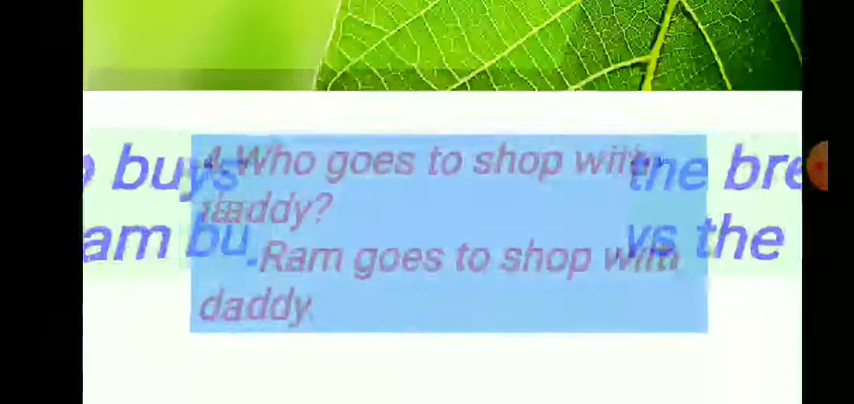 buys
the bre
am bu
ys the
4.Who goes to shop with
daddy?
-Ram goes to shop with
daddy.